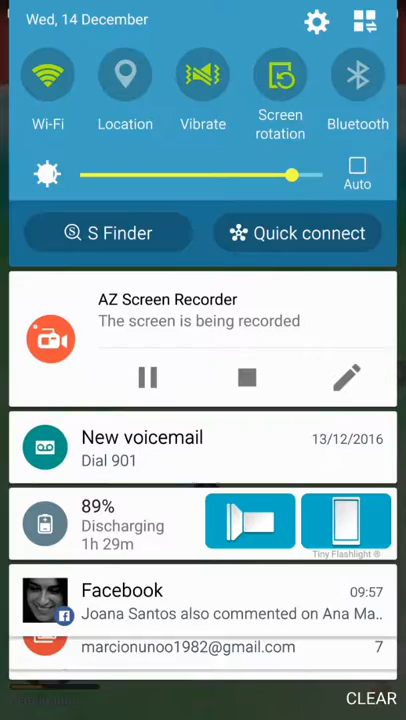 Wed, 14 December
Wi-Fi
Location
Vibrate
Screen
rotation
Bluetooth
Auto
S Finder
Quick connect
AZ Screen Recorder
The screen is being recorded
New voicemail
13/12/2016
Dial 901
89%
Discharging
1h 29m
Tiny Flashlight ®
Facebook
09:57
Joana Santos also commented on Ana Ma..
marcionunoo1982@gmail.com
7
CLEAR